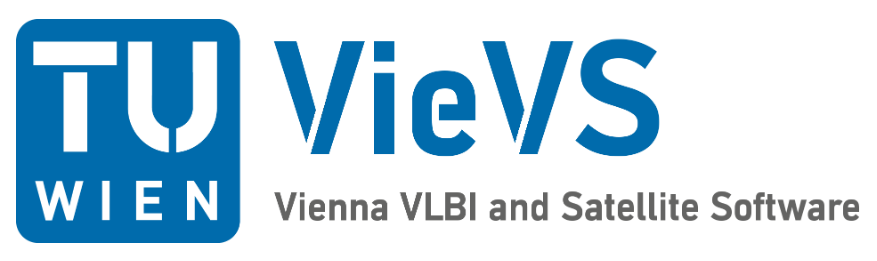 TU
WIEN
VieVS
Vienna VLBI and Satellite Software